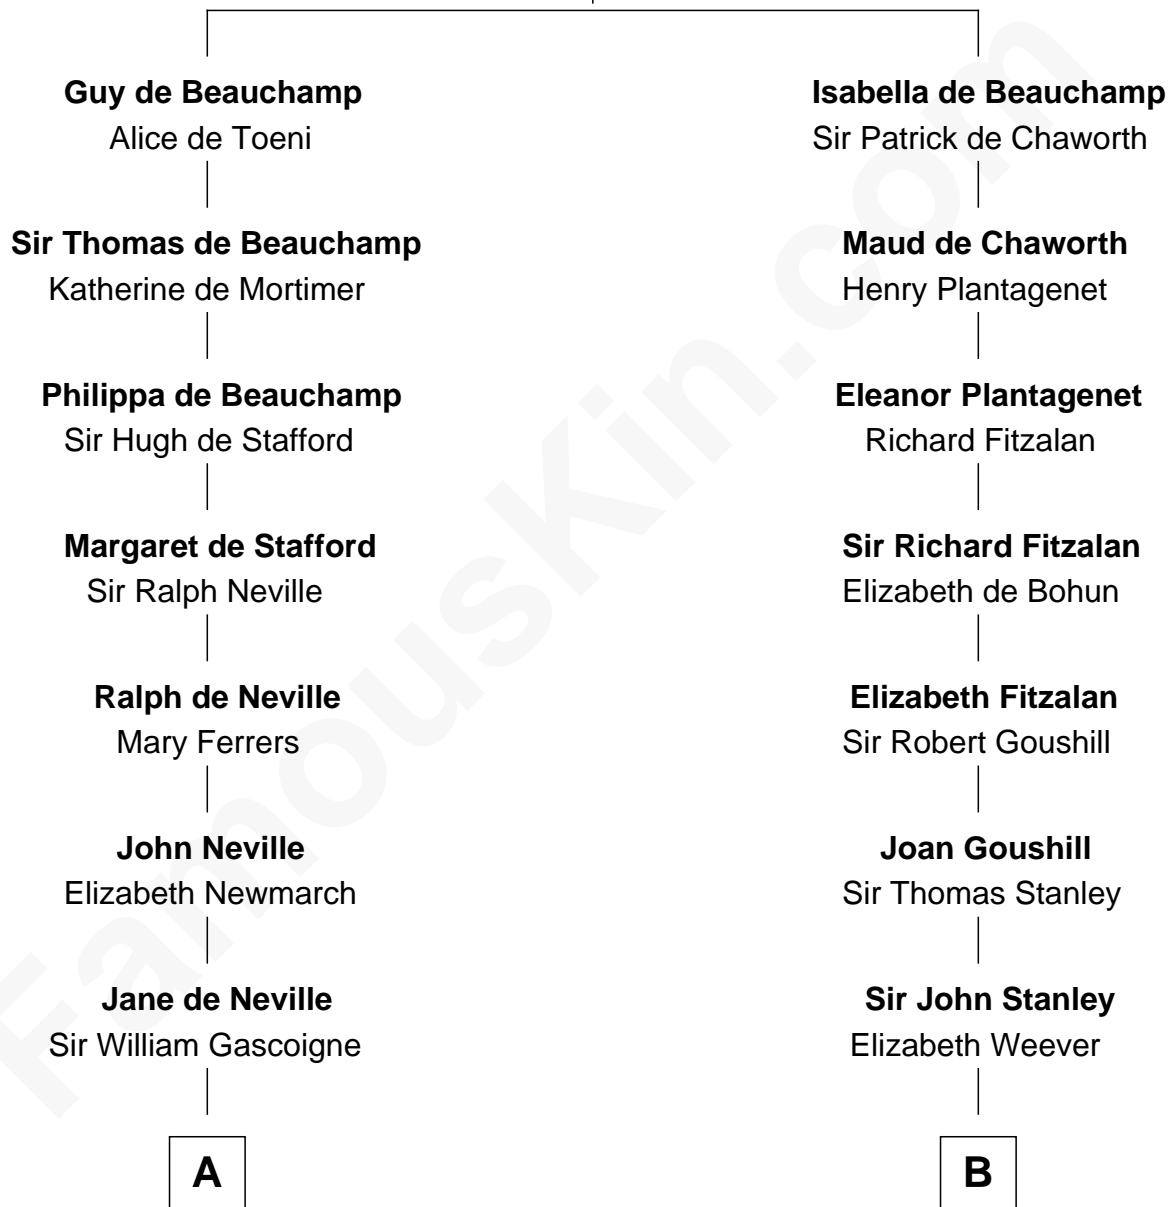 Guy de Beauchamp
Alice de Toeni
Sir Thomas de Beauchamp
Katherine de Mortimer
Philippa de Beauchamp
Sir Hugh de Stafford
Margaret de Stafford
Sir Ralph Neville
Ralph de Neville
Mary Ferrers
John Neville
Elizabeth Newmarch
Jane de Neville
Sir William Gascoigne
A
Isabella de Beauchamp
Sir Patrick de Chaworth
Maud de Chaworth
Henry Plantagenet
Eleanor Plantagenet
Richard Fitzalan
Sir Richard Fitzalan
Elizabeth de Bohun
Elizabeth Fitzalan
Sir Robert Goushill
Joan Goushill
Sir Thomas Stanley
Sir John Stanley
Elizabeth Weever
B
FamousKin.com